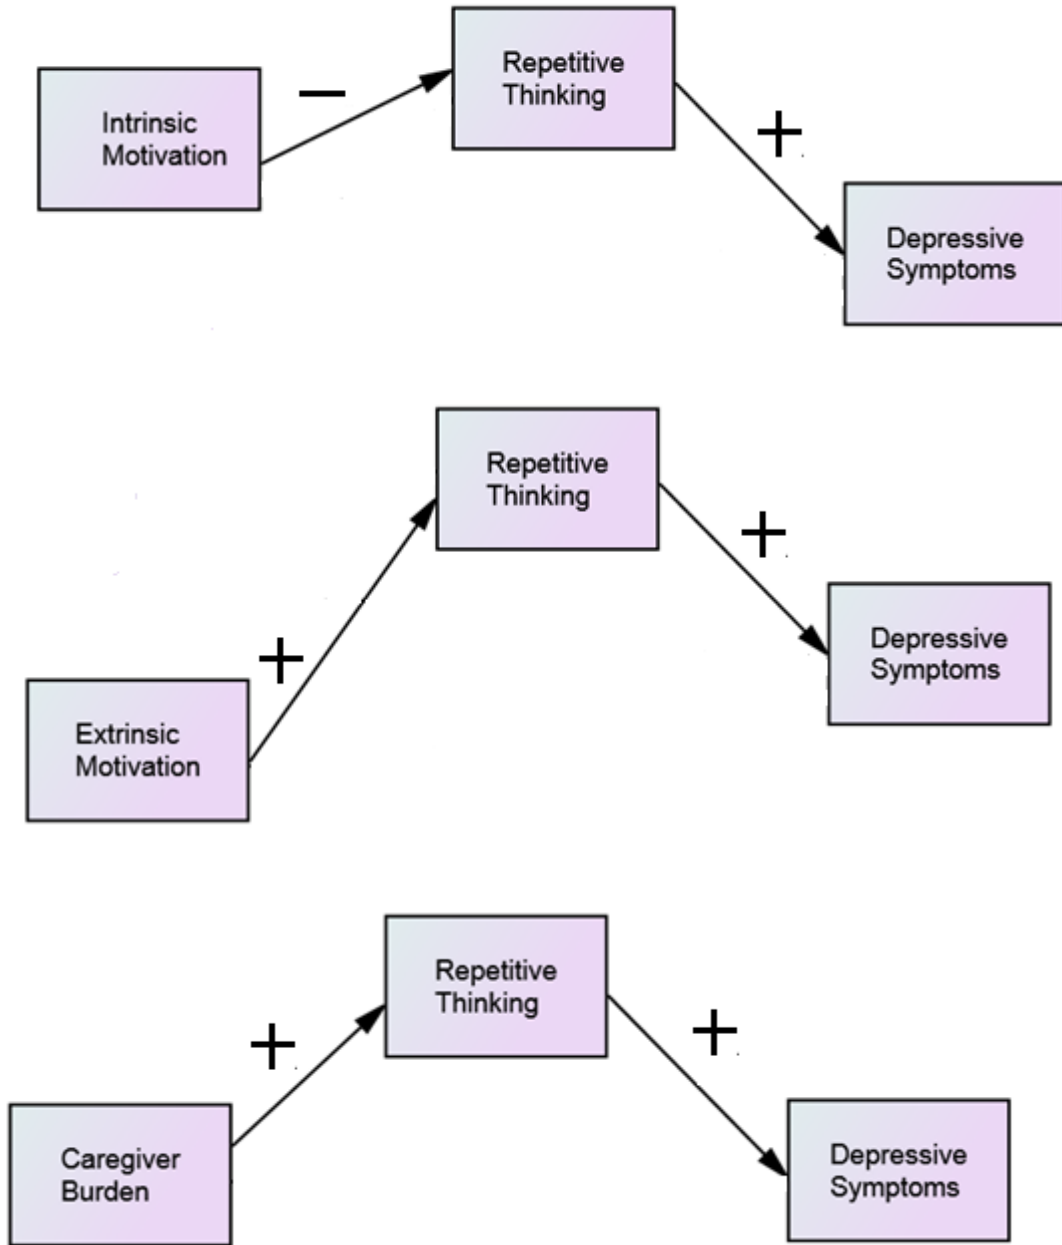 Repetitive
Thinking
Intrinsic
Motivation
−
+
Depressive
Symptoms
Repetitive
Thinking
+
Depressive
Symptoms
+
Extrinsic
Motivation
Repetitive
Thinking
+
+
Caregiver
Burden
Depressive
Symptoms